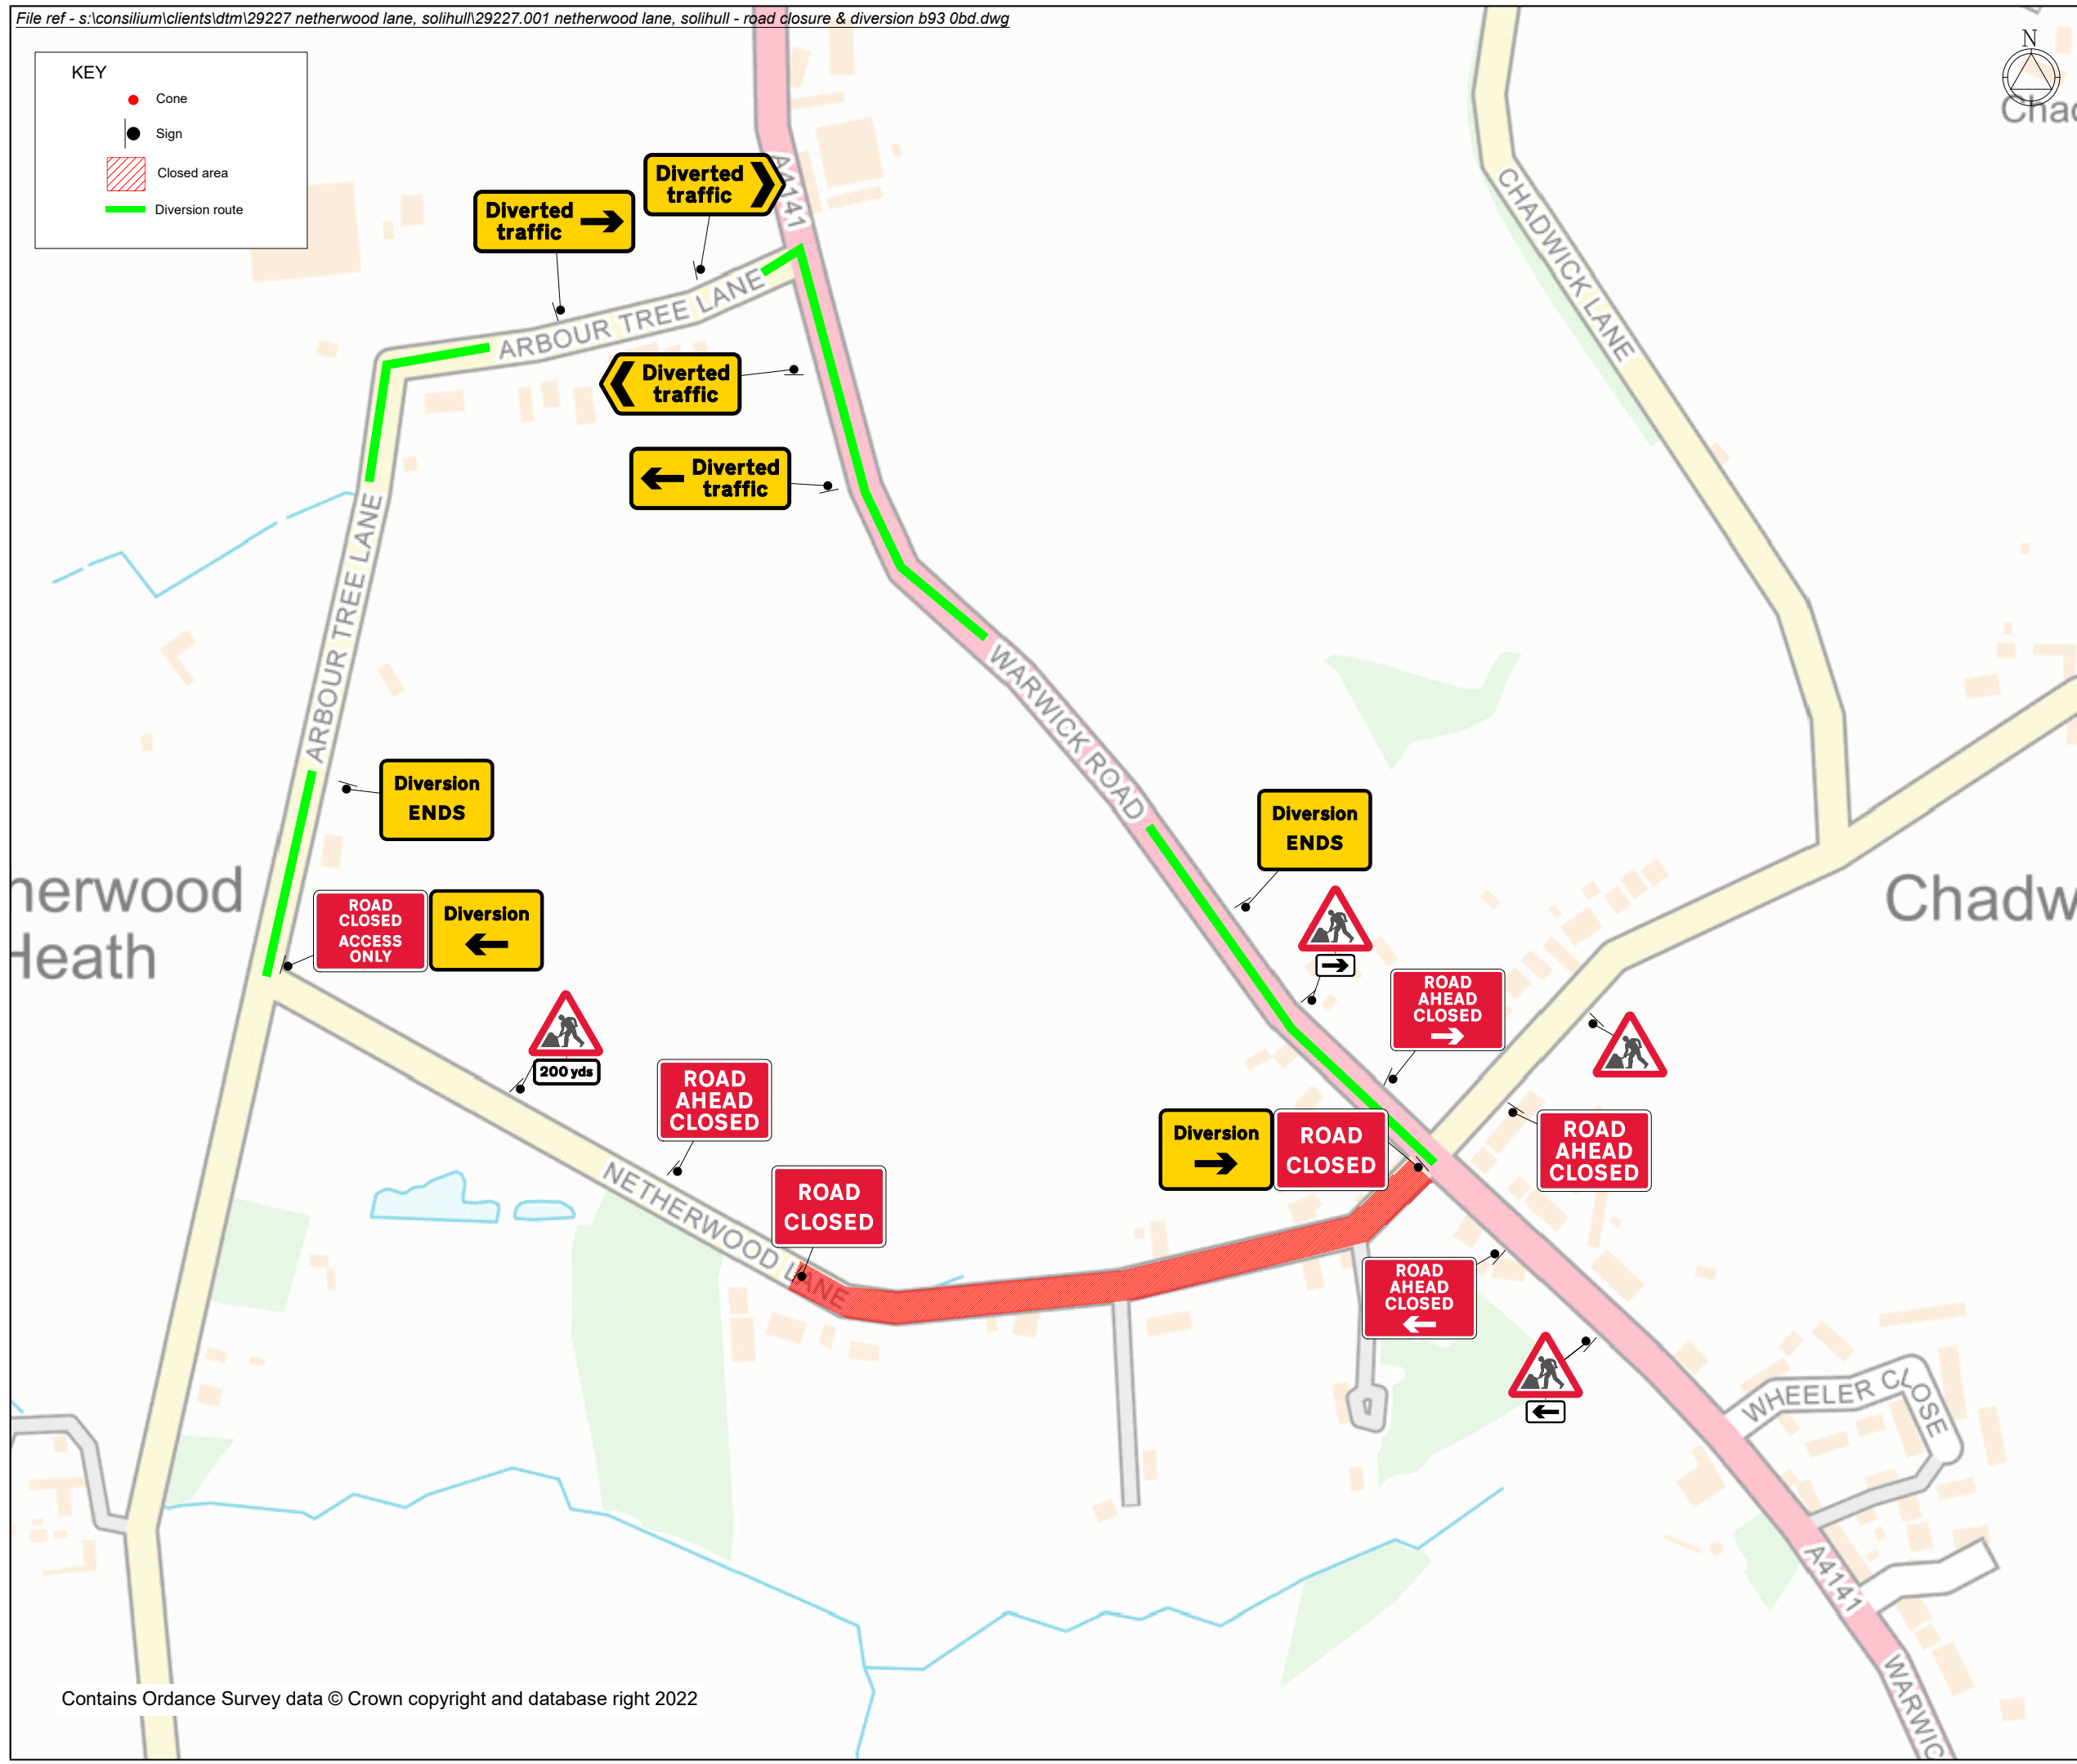 File ref - s:\consilium\clients\dtm\29227 netherwood lane, solihull\29227.001 netherwood lane, solihull - road closure & diversion b93 0bd.dwg
KEY
Cone
Sign
Closed area
Diversion route
N
Chad
A4141
Diverted
traffic
Diverted
traffic
ARBOUR TREE LANE
CHADWICK LANE
Diverted
traffic
Diverted
traffic
ARBOUR TREE LANE
WARWICK ROAD
Diversion
ENDS
Diversion
ENDS
herwood
Heath
Chadw
ROAD
CLOSED
ACCESS
ONLY
Diversion
200 yds
ROAD
AHEAD
CLOSED
ROAD
AHEAD
CLOSED
Diversion
ROAD
CLOSED
ROAD
AHEAD
CLOSED
NETHERWOOD LANE
ROAD
CLOSED
ROAD
AHEAD
CLOSED
WHEELER CLOSE
A4141
WARWIC
Contains Ordance Survey data © Crown copyright and database right 2022